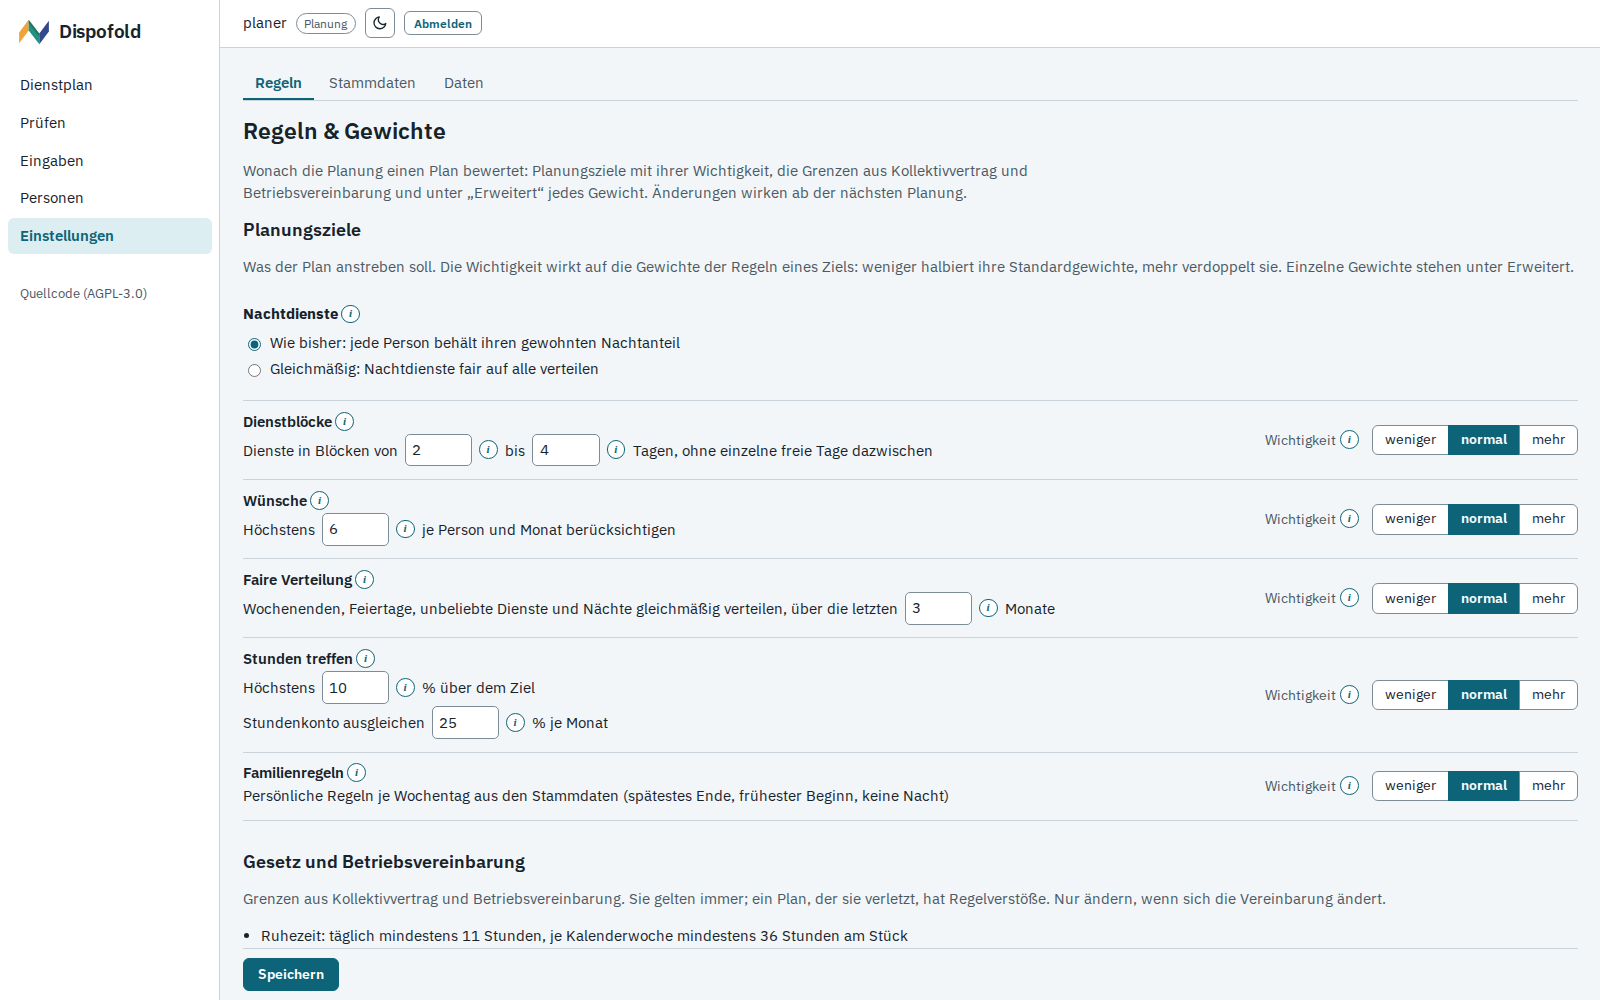 Dispofold
planer Planung Abmelden
Dienstplan
Prüfen
Eingaben
Personen
Einstellungen
Quellcode (AGPL-3.0)
Regeln Stammdaten Daten
Regeln & Gewichte
Wonach die Planung einen Plan bewertet: Planungsziele mit ihrer Wichtigkeit, die Grenzen aus Kollektivvertrag und
Betriebsvereinbarung und unter „Erweitert“ jedes Gewicht. Änderungen wirken ab der nächsten Planung.
Planungsziele
Was der Plan anstreben soll. Die Wichtigkeit wirkt auf die Gewichte der Regeln eines Ziels: weniger halbiert ihre Standardgewichte, mehr verdoppelt sie. Einzelne Gewichte stehen unter Erweitert.
Nachtdienste i
Wie bisher: jede Person behält ihren gewohnten Nachtanteil
Gleichmäßig: Nachtdienste fair auf alle verteilen
Dienstblöcke i
Dienste in Blöcken von 2 i bis 4 i Tagen, ohne einzelne freie Tage dazwischen
Wichtigkeit i weniger normal mehr
Wünsche i
Höchstens 6 i je Person und Monat berücksichtigen
Wichtigkeit i weniger normal mehr
Faire Verteilung i
Wochenenden, Feiertage, unbeliebte Dienste und Nächte gleichmäßig verteilen, über die letzten 3 i Monate
Wichtigkeit i weniger normal mehr
Stunden treffen i
Höchstens 10 i % über dem Ziel
Stundenkonto ausgleichen 25 i % je Monat
Wichtigkeit i weniger normal mehr
Familienregeln i
Persönliche Regeln je Wochentag aus den Stammdaten (spätestes Ende, frühester Beginn, keine Nacht)
Wichtigkeit i weniger normal mehr
Gesetz und Betriebsvereinbarung
Grenzen aus Kollektivvertrag und Betriebsvereinbarung. Sie gelten immer; ein Plan, der sie verletzt, hat Regelverstöße. Nur ändern, wenn sich die Vereinbarung ändert.
• Ruhezeit: täglich mindestens 11 Stunden, je Kalenderwoche mindestens 36 Stunden am Stück
Speichern